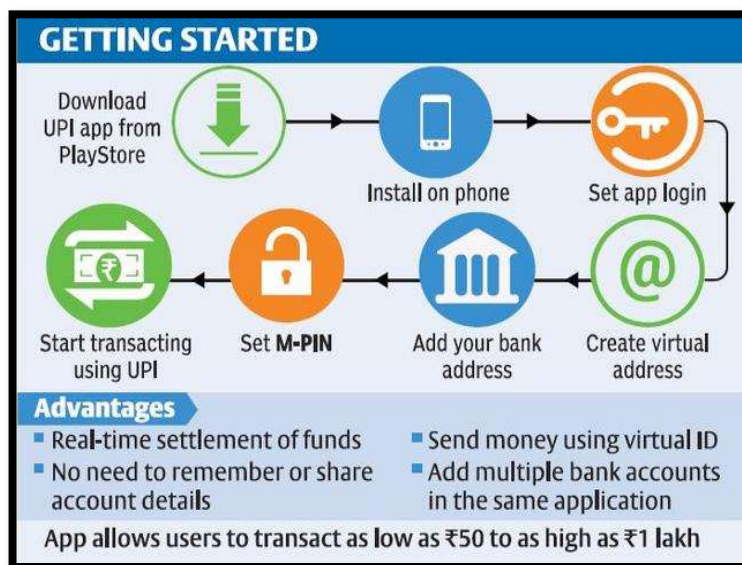 GETTING STARTED
Download
UPI app from
PlayStore
Install on phone
Set app login
@
Create virtual
address
Add your bank
address
Set M-PIN
₹
Start transacting
using UPI
Advantages
Real-time settlement of funds
No need to remember or share
account details
Send money using virtual ID
Add multiple bank accounts
in the same application
App allows users to transact as low as ₹50 to as high as ₹1 lakh